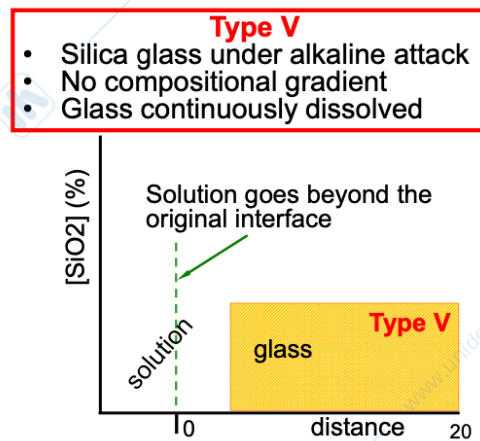 Type V
• Silica glass under alkaline attack
• No compositional gradient
• Glass continuously dissolved
[SiO2] (%)
Solution goes beyond the
original interface
solution
glass
Type V
0
distance
20